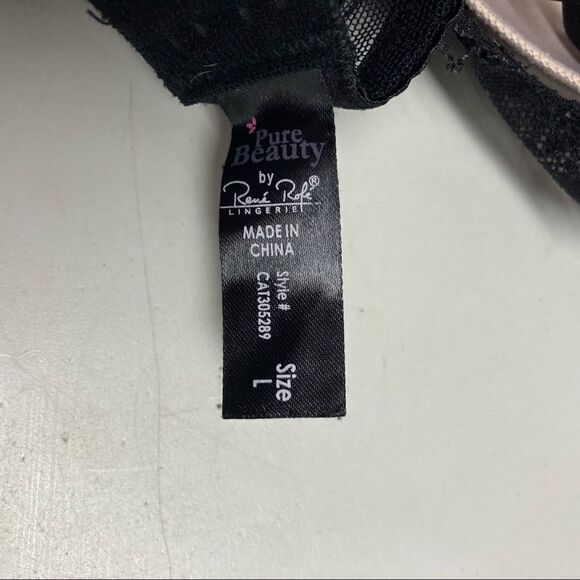 Pure
Beauty
by
René Rofé®
LINGERIE
MADE IN
CHINA
Style #
CAT305289
Size
L